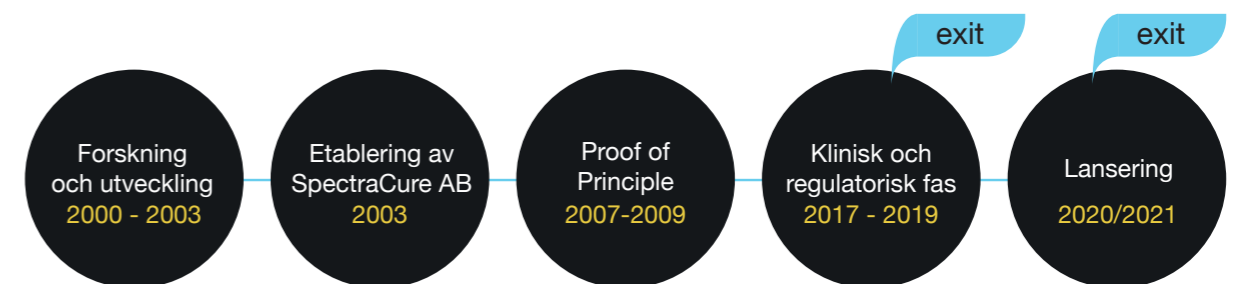 exit
exit
Forskning
och utveckling
2000 - 2003
Etablering av
SpectraCure AB
2003
Proof of
Principle
2007-2009
Klinisk och
regulatorisk fas
2017 - 2019
Lansering
2020/2021